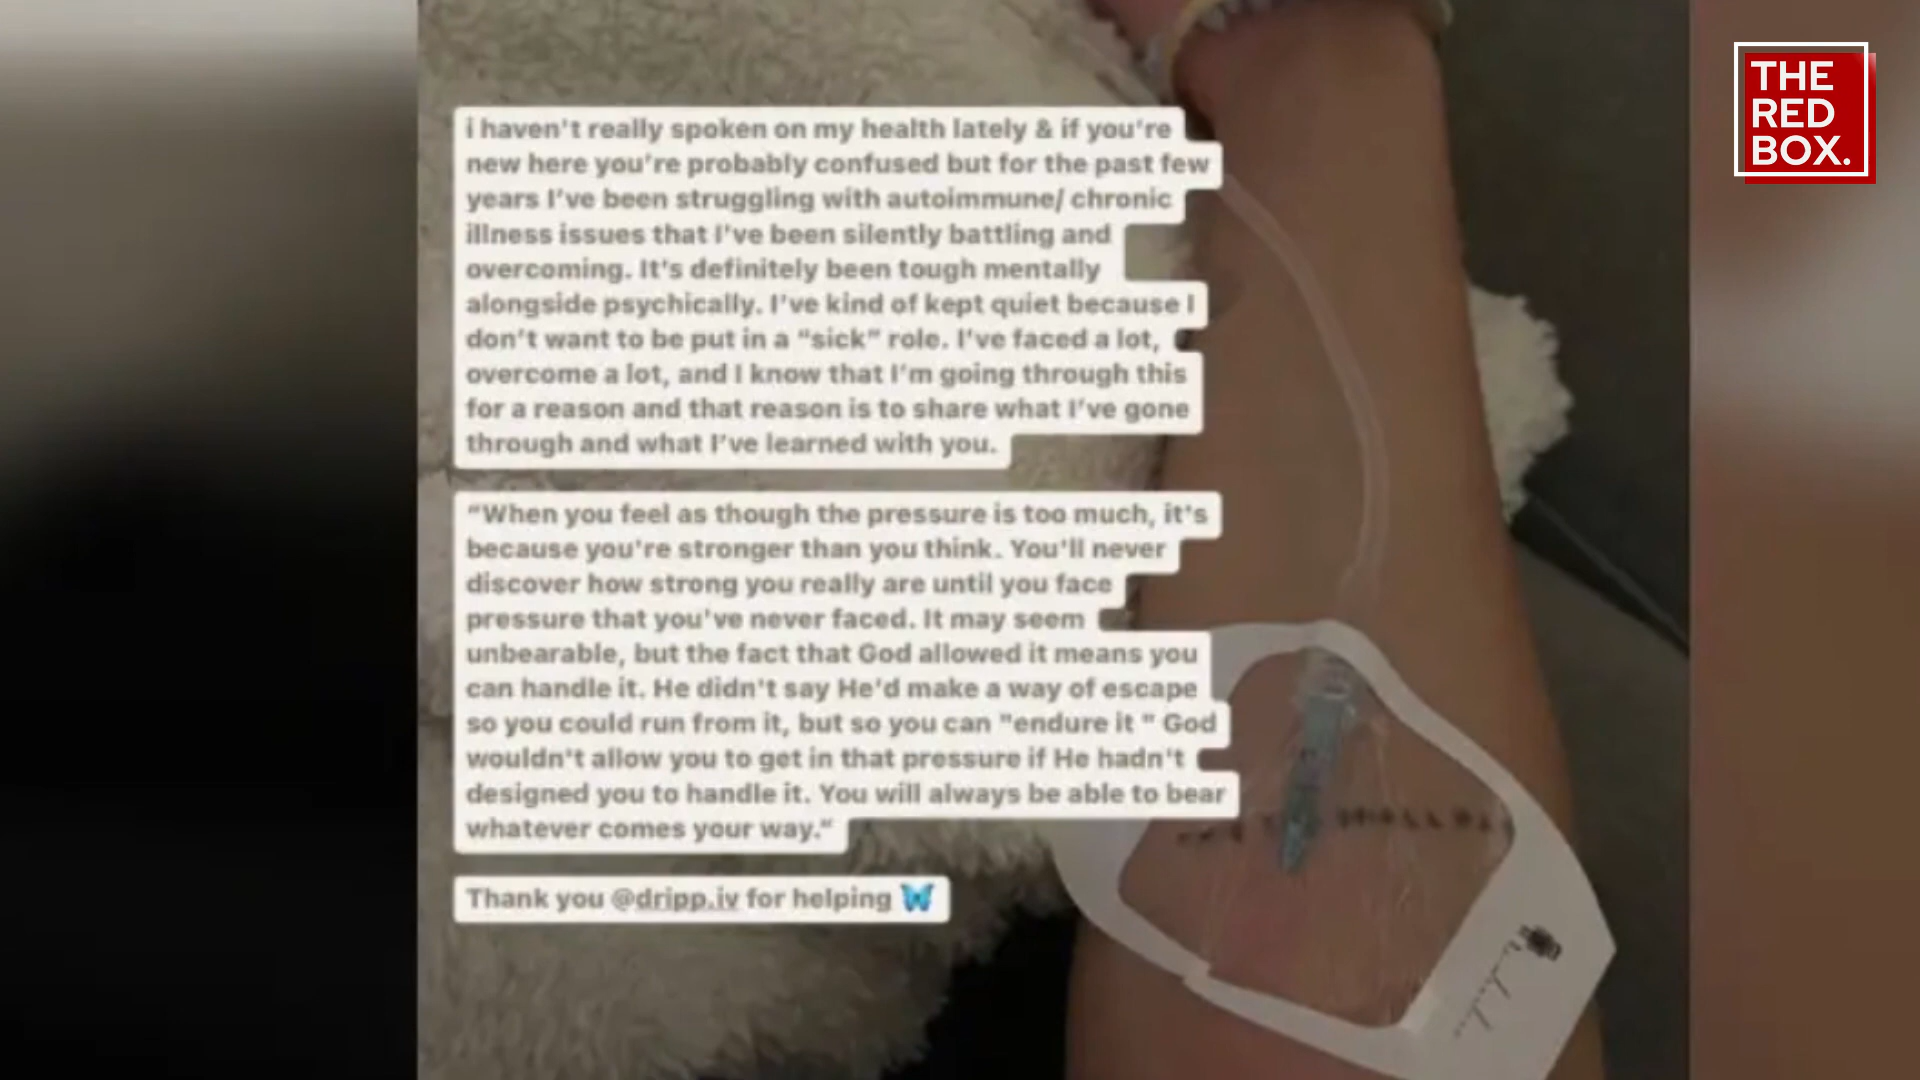 THE
RED
BOX.
i haven't really spoken on my health lately & if you're
new here you're probably confused but for the past few
years I've been struggling with autoimmune/ chronic
illness issues that I've been silently battling and
overcoming. It's definitely been tough mentally
alongside psychically. I've kind of kept quiet because I
don't want to be put in a "sick" role. I've faced a lot,
overcome a lot, and I know that I'm going through this
for a reason and that reason is to share what I've gone
through and what I've learned with you.
"When you feel as though the pressure is too much, it's
because you're stronger than you think. You'll never
discover how strong you really are until you face
pressure that you've never faced. It may seem
unbearable, but the fact that God allowed it means you
can handle it. He didn't say He'd make a way of escape
so you could run from it, but so you can "endure it " God
wouldn't allow you to get in that pressure if He hadn't
designed you to handle it. You will always be able to bear
whatever comes your way."
Thank you @dripp.iv for helping 🦋